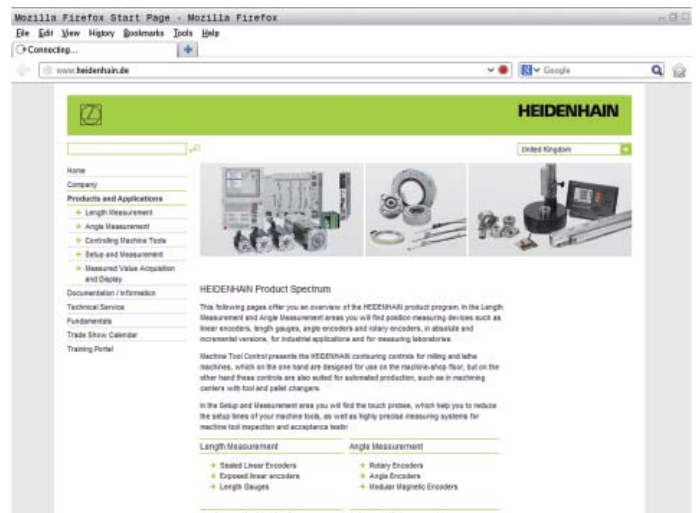 Mozilla Firefox Start Page - Mozilla Firefox
File Edit View History Bookmarks Tools Help
Connecting...
www.heidenhain.de
Google
HEIDENHAIN
United Kingdom
Home
Company
Products and Applications
Length Measurement
Angle Measurement
Controlling Machine Tools
Setup and Measurement
Measured Value Acquisition
and Display
Documentation / Information
Technical Service
Fundamentals
Trade Show Calendar
Training Portal
HEIDENHAIN Product Spectrum
This following pages offer you an overview of the HEIDENHAIN product program. In the Length
Measurement and Angle Measurement areas you will find position measuring devices such as
linear encoders, length gauges, angle encoders and rotary encoders, in absolute and
incremental versions, for industrial applications and for measuring laboratories.
Machine Tool Control presents the HEIDENHAIN contouring controls for milling and lathe
machines, which on the one hand are designed for use on the machine-shop floor, but on the
other hand these controls are also suited for automated production, such as in machining
centers with tool and pallet changers.
In the Setup and Measurement area you will find the touch probes, which help you to reduce
the setup times of your machine tools, as well as highly precise measuring systems for
machine tool inspection and acceptance testin
Length Measurement
Sealed Linear Encoders
Exposed linear encoders
Length Gauges
Angle Measurement
Rotary Encoders
Angle Encoders
Modular Magnetic Encoders